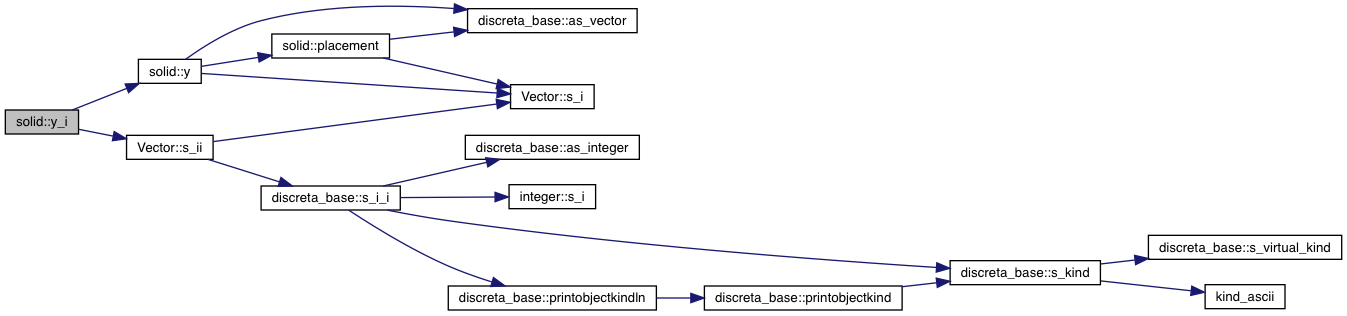 solid::y_i
solid::y
Vector::s_ii
discreta_base::as_vector
solid::placement
Vector::s_i
discreta_base::as_integer
discreta_base::s_i_i
integer::s_i
discreta_base::printobjectkindln
discreta_base::printobjectkind
discreta_base::s_kind
discreta_base::s_virtual_kind
kind_ascii